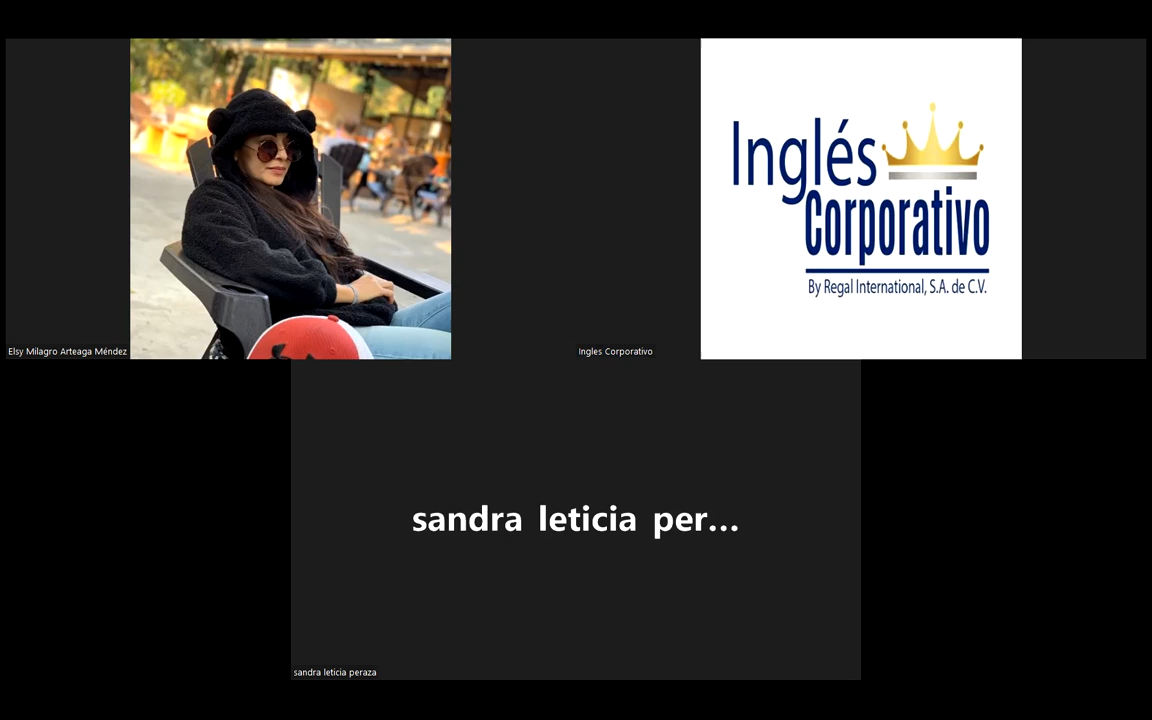 Elsy Milagro Arteaga Méndez
Inglés
Corporativo
By Regal International, S.A. de C.V.
Ingles Corporativo
sandra leticia per...
sandra leticia peraza